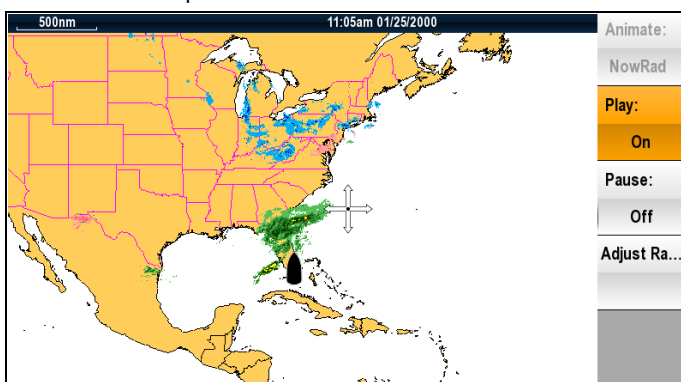 500nm
11:05am 01/25/2000
Animate:
NowRad
Play:
On
Pause:
Off
Adjust Ra...